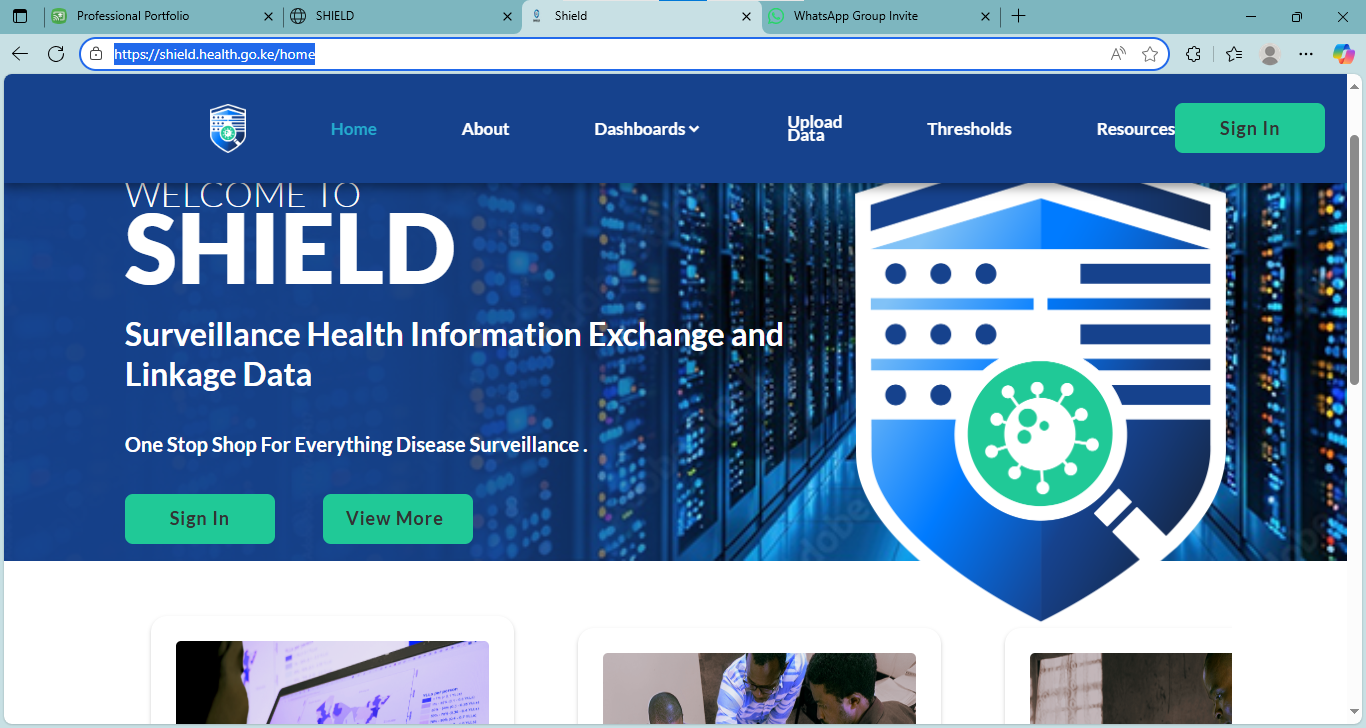 Professional Portfolio
SHIELD
Shield
WhatsApp Group Invite
https://shield.health.go.ke/home
Home
About
Dashboards
Upload
Data
Thresholds
Resources
Sign In
WELCOME TO
SHIELD
Surveillance Health Information Exchange and
Linkage Data
One Stop Shop For Everything Disease Surveillance .
Sign In
View More